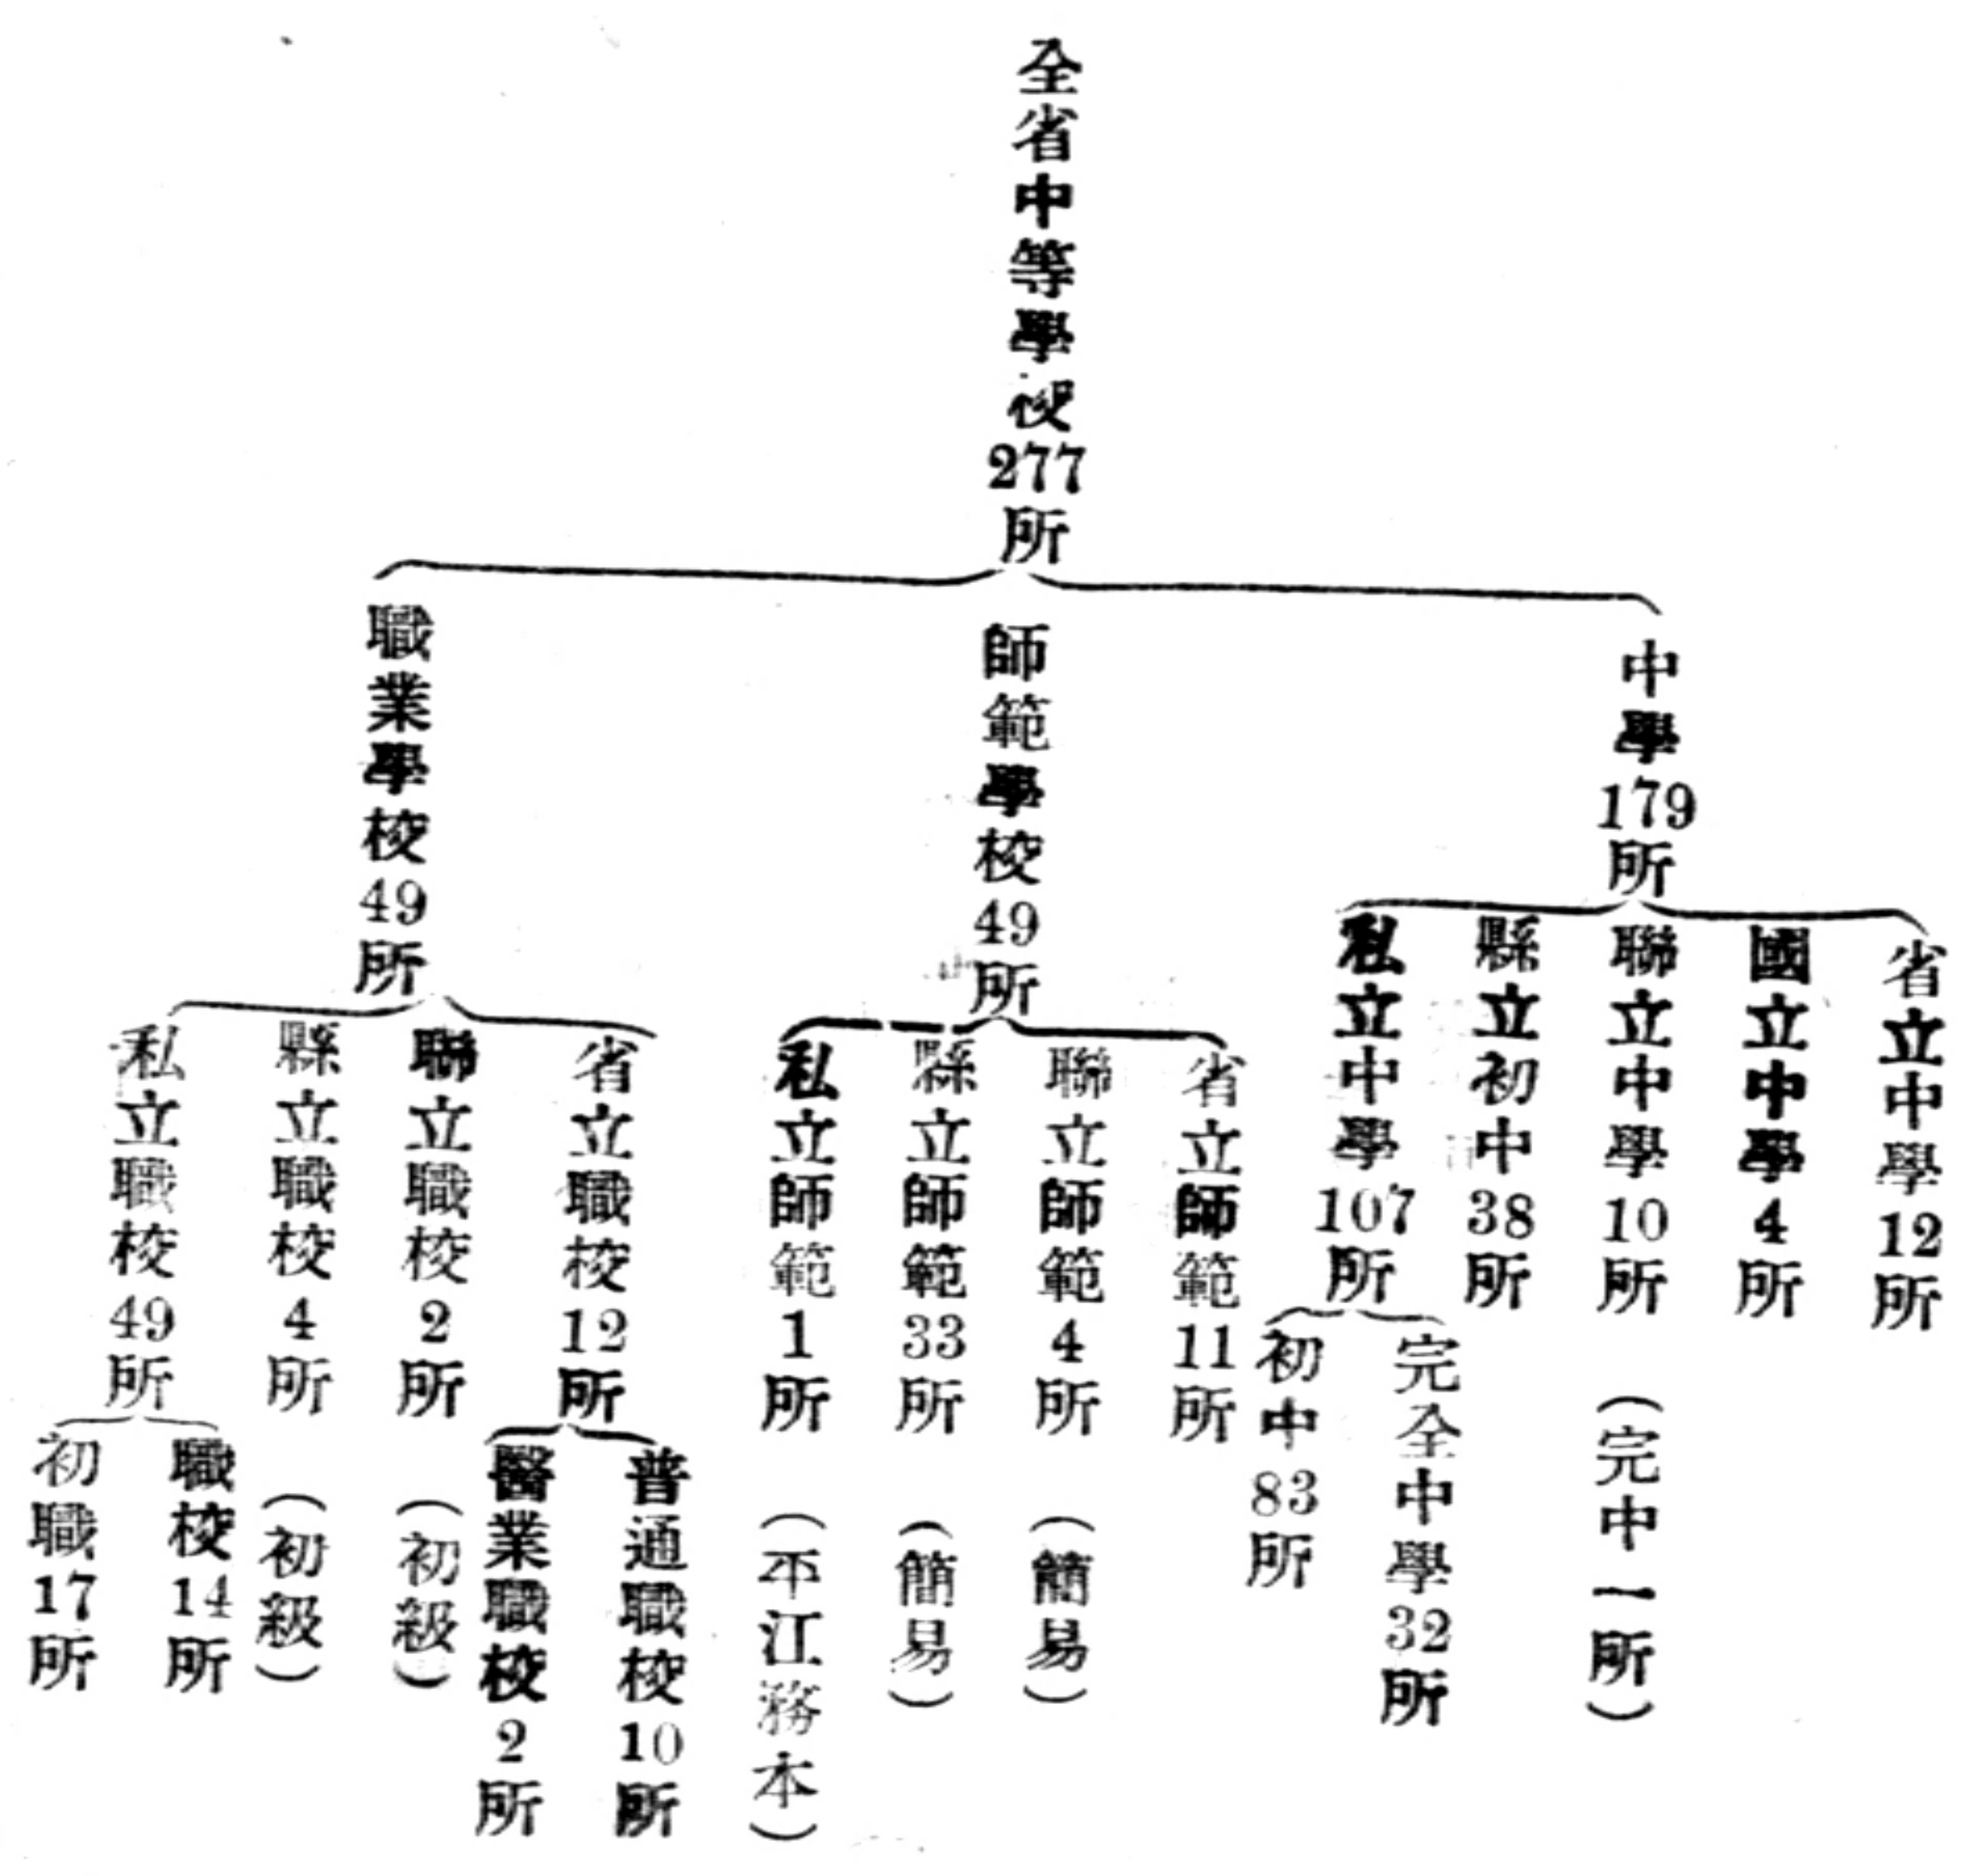 全省中等學校277所
中學179所
師範學校49所
職業學校49所
省立中學12所
國立中學4所
聯立中學10所（完中一所）
縣立初中38所
私立中學107所
完全中學32所
初中83所
省立師範11所
聯立師範4所（簡易）
縣立師範33所（簡易）
私立師範1所（平江務本）
省立職校12所
普通職校10所
醫業職校2所
聯立職校2所（初級）
縣立職校4所（初級）
私立職校49所
職校14所
初職17所